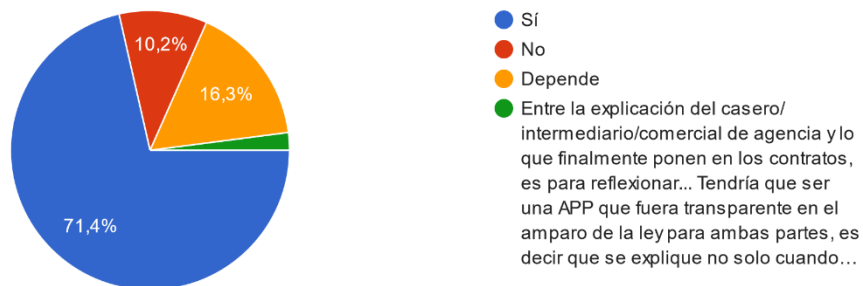 10,2%
16,3%
71,4%
Sí
No
Depende
Entre la explicación del casero/
intermediario/comercial de agencia y lo
que finalmente ponen en los contratos,
es para reflexionar... Tendría que ser
una APP que fuera transparente en el
amparo de la ley para ambas partes, es
decir que se explique no solo cuando…